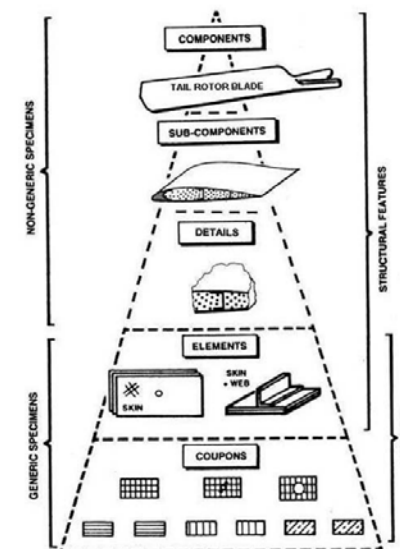 COMPONENTS
TAIL ROTOR BLADE
SUB-COMPONENTS
NON-GENERIC SPECIMENS
STRUCTURAL FEATURES
DETAILS
ELEMENTS
SKIN
SKIN
+ WEB
GENERIC SPECIMENS
COUPONS